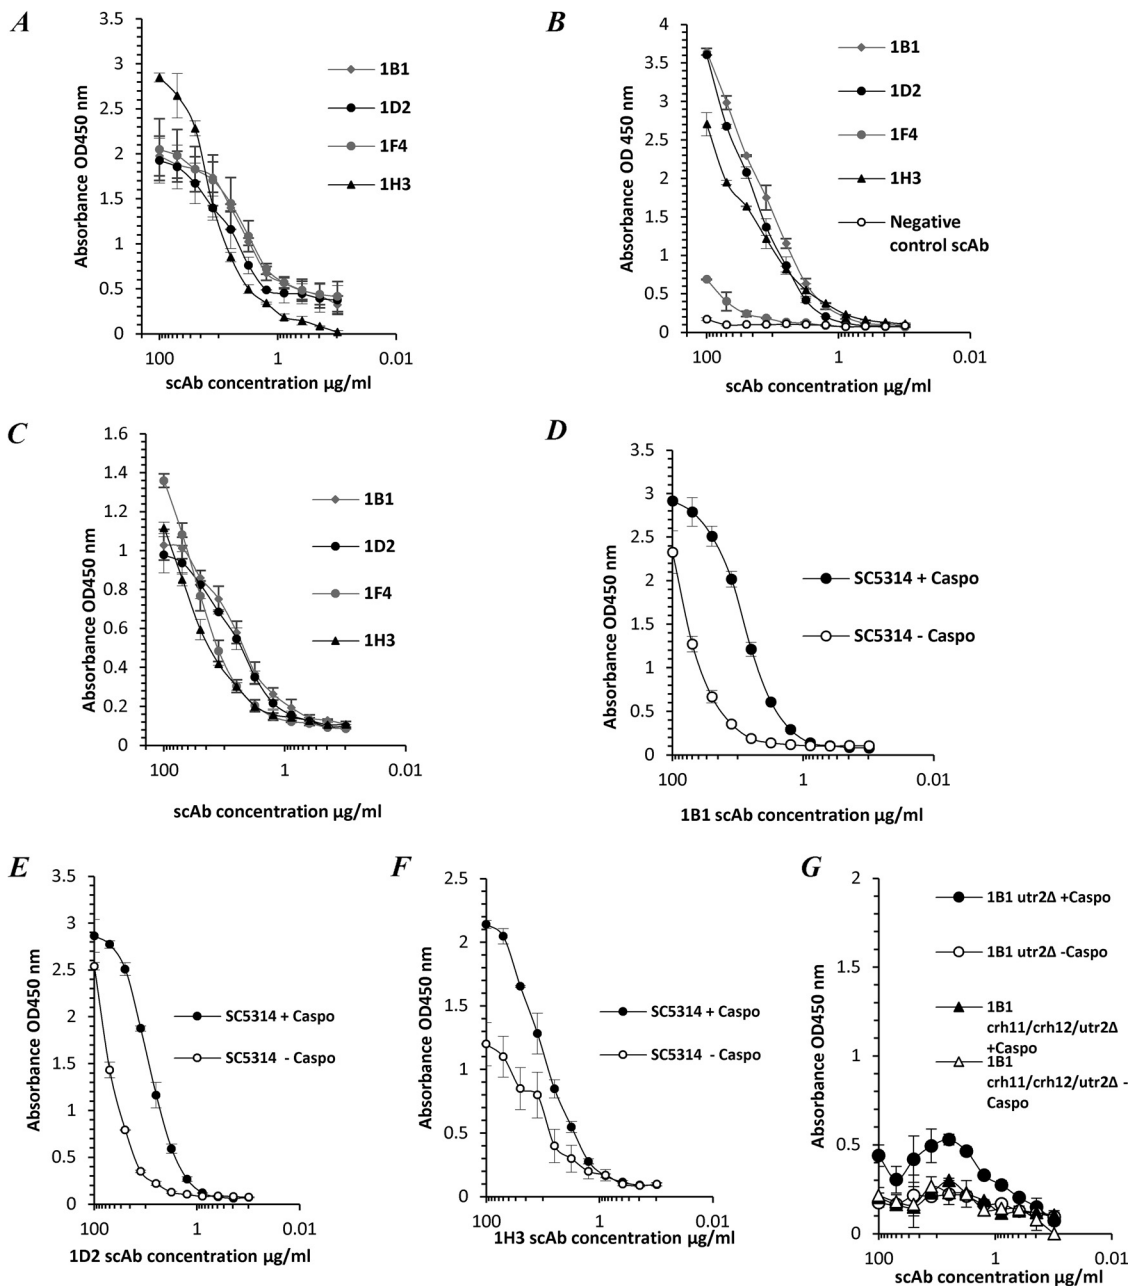 A
3.5
3
2.5
2
1.5
1
0.5
0
Absorbance OD450 nm
100
1
0.01
scAb concentration µg/ml
1B1
1D2
1F4
1H3
B
4
3.5
3
2.5
2
1.5
1
0.5
0
Absorbance OD 450 nm
100
1
0.01
scAb concentration µg/ml
1B1
1D2
1F4
1H3
Negative
control scAb
C
1.6
1.4
1.2
1
0.8
0.6
0.4
0.2
0
Absorbance OD450 nm
100
1
0.01
scAb concentration µg/ml
1B1
1D2
1F4
1H3
D
3.5
3
2.5
2
1.5
1
0.5
0
Absorbance OD450 nm
100
1
0.01
1B1 scAb concentration µg/ml
SC5314 + Caspo
SC5314 - Caspo
E
3.5
3
2.5
2
1.5
1
0.5
0
Absorbance OD450 nm
100
1
0.01
1D2 scAb concentration µg/ml
SC5314 + Caspo
SC5314 - Caspo
F
2.5
2
1.5
1
0.5
0
Absorbance OD450 nm
100
1
0.01
1H3 scAb concentration µg/ml
SC5314 + Caspo
SC5314 - Caspo
G
2
1.5
1
0.5
0
Absorbance OD450 nm
100
1
0.01
scAb concentration µg/ml
1B1 utr2Δ +Caspo
1B1 utr2Δ -Caspo
1B1
crh11/crh12/utr2Δ
+Caspo
1B1
crh11/crh12/utr2Δ -
Caspo